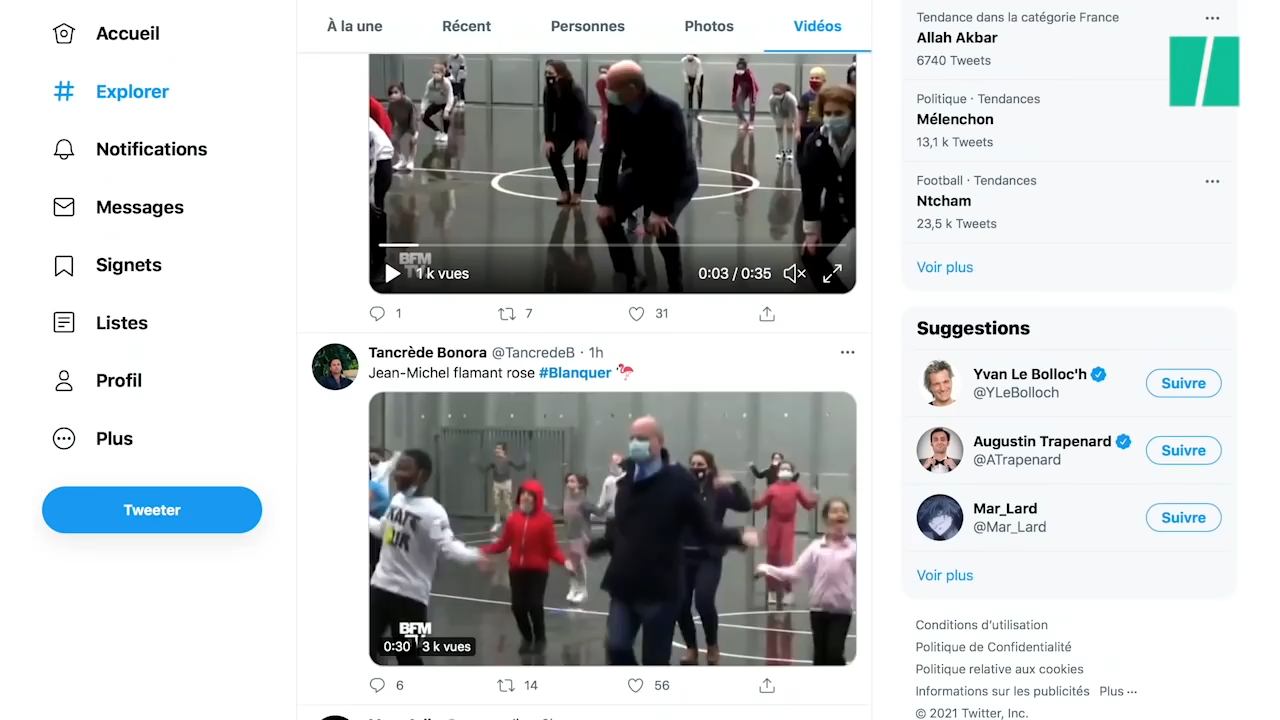 Accueil
Explorer
Notifications
Messages
Signets
Listes
Profil
Plus
Tweeter
À la une
Récent
Personnes
Photos
Vidéos
BFM
1 k vues
0:03 / 0:35
1
7
31
Tancrède Bonora @TancredeB · 1h
Jean-Michel flamant rose #Blanquer
BFM
0:30
3 k vues
6
14
56
Tendance dans la catégorie France
Allah Akbar
6740 Tweets
Politique · Tendances
Mélenchon
13,1 k Tweets
Football · Tendances
Ntcham
23,5 k Tweets
Voir plus
Suggestions
Yvan Le Bolloc'h
@YLeBolloch
Suivre
Augustin Trapenard
@ATrapenard
Suivre
Mar_Lard
@Mar_Lard
Suivre
Voir plus
Conditions d'utilisation
Politique de Confidentialité
Politique relative aux cookies
Informations sur les publicités Plus
© 2021 Twitter, Inc.